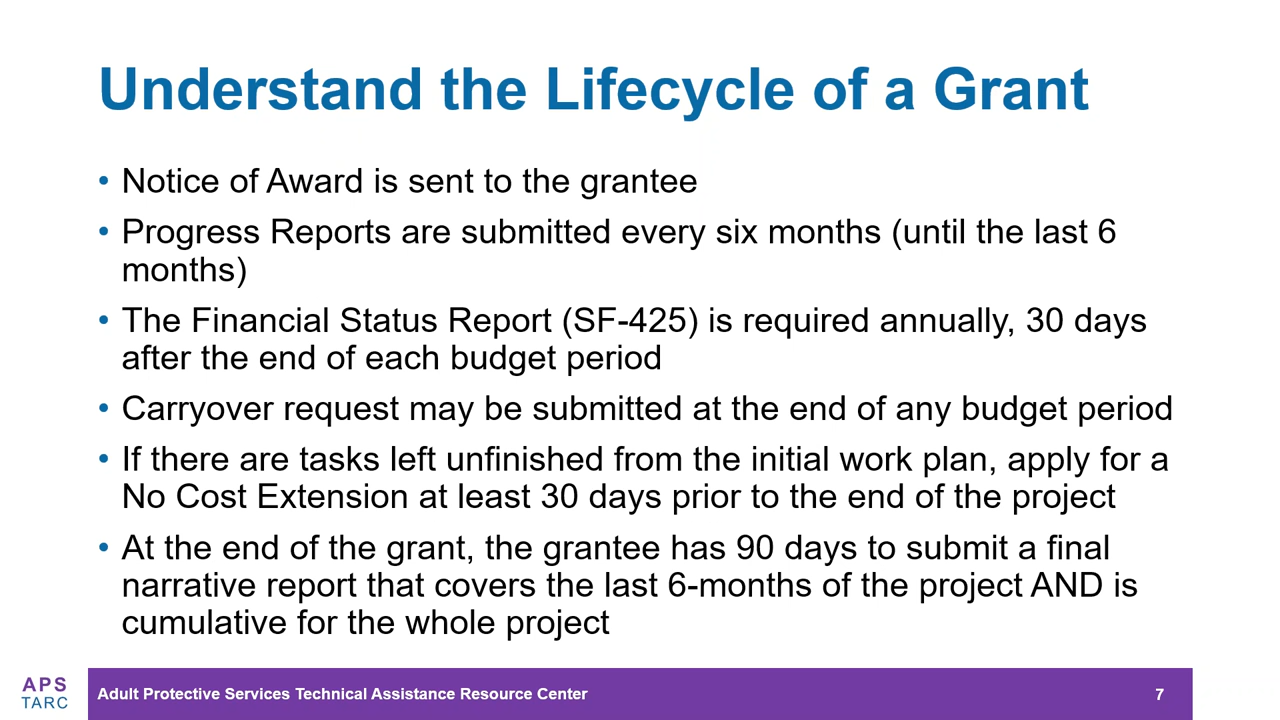 Understand the Lifecycle of a Grant
• Notice of Award is sent to the grantee
• Progress Reports are submitted every six months (until the last 6
months)
• The Financial Status Report (SF-425) is required annually, 30 days
after the end of each budget period
• Carryover request may be submitted at the end of any budget period
• If there are tasks left unfinished from the initial work plan, apply for a
No Cost Extension at least 30 days prior to the end of the project
• At the end of the grant, the grantee has 90 days to submit a final
narrative report that covers the last 6-months of the project AND is
cumulative for the whole project
APS
TARC
Adult Protective Services Technical Assistance Resource Center
7